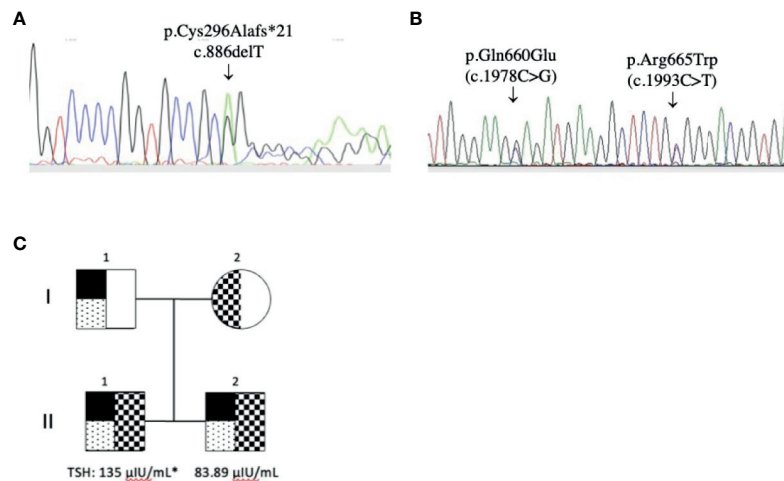 A
p.Cys296Alafs*21
c.886delT
B
p.Gln660Glu
(c.1978C>G)
p.Arg665Trp
(c.1993C>T)
C
1
2
I
1
2
II
TSH: 135 µIU/mL* 83.89 µIU/mL